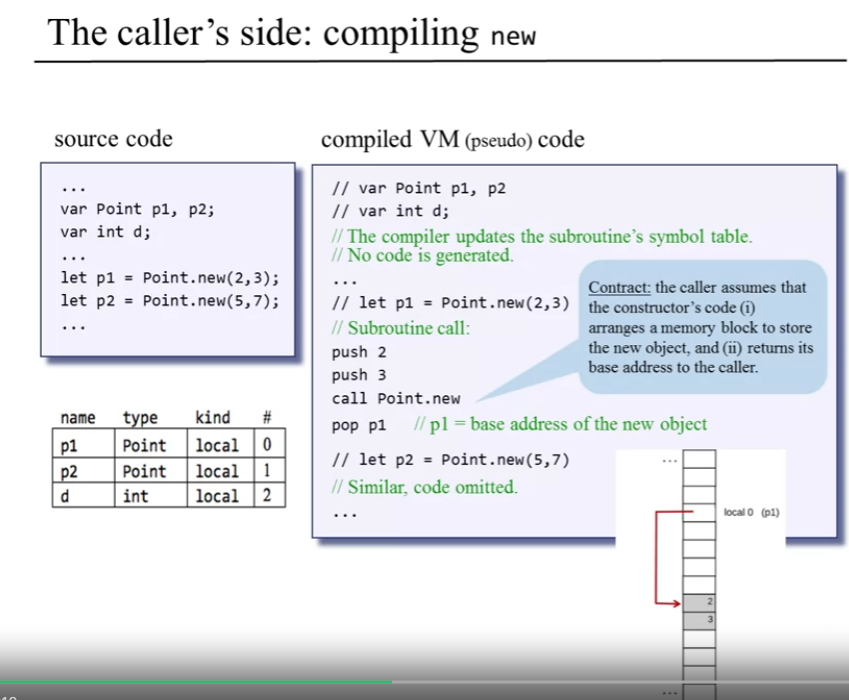 The caller's side: compiling new
source code
...
var Point p1, p2;
var int d;
...
let p1 = Point.new(2,3);
let p2 = Point.new(5,7);
...
name type kind #
p1 Point local 0
p2 Point local 1
d int local 2
compiled VM (pseudo) code
// var Point p1, p2
// var int d;
// The compiler updates the subroutine's symbol table.
// No code is generated.
...
// let p1 = Point.new(2,3)
// Subroutine call:
push 2
push 3
call Point.new
pop p1 // p1 = base address of the new object
// let p2 = Point.new(5,7)
// Similar, code omitted.
...
Contract: the caller assumes that
the constructor's code (i)
arranges a memory block to store
the new object, and (ii) returns its
base address to the caller.
...
local 0 (p1)
2
3
...